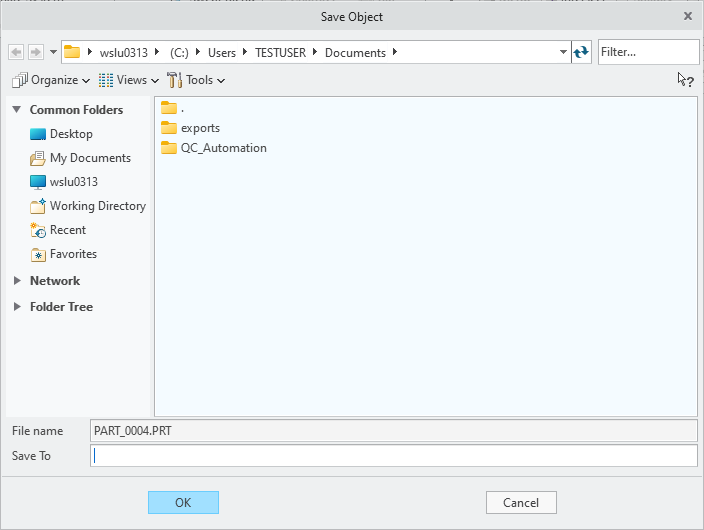 Save Object
wslu0313 (C:) Users TESTUSER Documents Filter...
Organize Views Tools ?
Common Folders
Desktop
My Documents
wslu0313
Working Directory
Recent
Favorites
Network
Folder Tree
.
exports
QC_Automation
File name PART_0004.PRT
Save To
OK Cancel